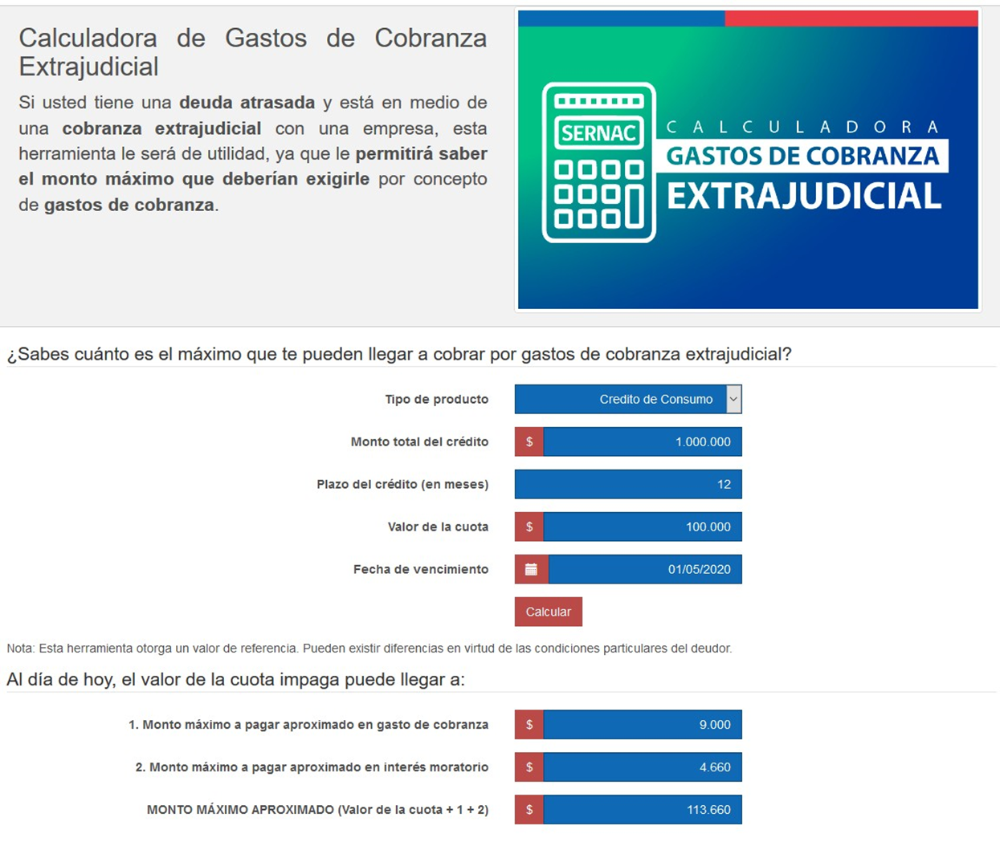 Calculadora de Gastos de Cobranza
Extrajudicial
Si usted tiene una deuda atrasada y está en medio de
una cobranza extrajudicial con una empresa, esta
herramienta le será de utilidad, ya que le permitirá saber
el monto máximo que deberían exigirle por concepto
de gastos de cobranza.
SERNAC
CALCULADORA
GASTOS DE COBRANZA
EXTRAJUDICIAL
¿Sabes cuánto es el máximo que te pueden llegar a cobrar por gastos de cobranza extrajudicial?
Tipo de producto Credito de Consumo
Monto total del crédito $ 1.000.000
Plazo del crédito (en meses) 12
Valor de la cuota $ 100.000
Fecha de vencimiento 01/05/2020
Calcular
Nota: Esta herramienta otorga un valor de referencia. Pueden existir diferencias en virtud de las condiciones particulares del deudor.
Al día de hoy, el valor de la cuota impaga puede llegar a:
1. Monto máximo a pagar aproximado en gasto de cobranza $ 9.000
2. Monto máximo a pagar aproximado en interés moratorio $ 4.660
MONTO MÁXIMO APROXIMADO (Valor de la cuota + 1 + 2) $ 113.660